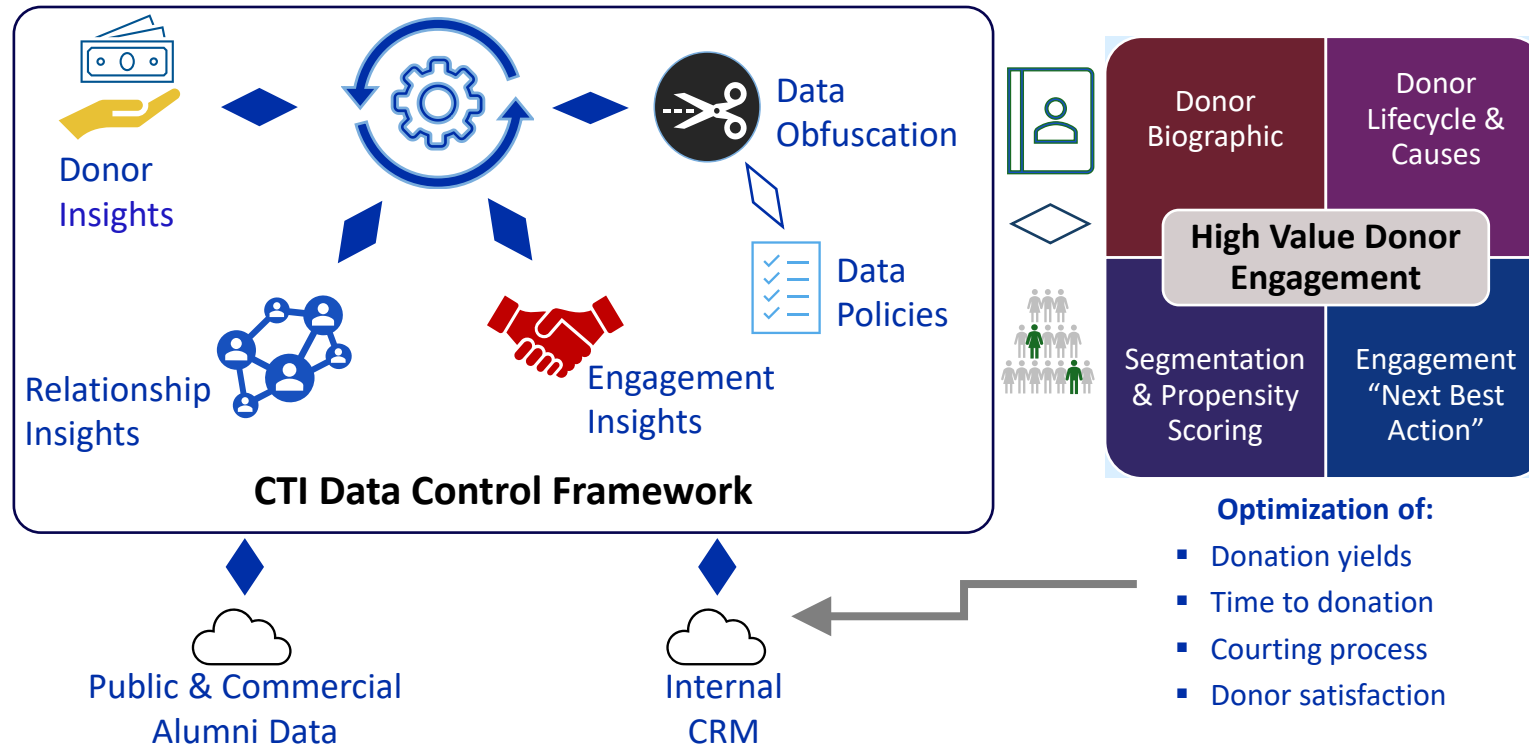 Donor
Insights
Data
Obfuscation
Data
Policies
Relationship
Insights
Engagement
Insights
CTI Data Control Framework
Public & Commercial
Alumni Data
Internal
CRM
Donor
Biographic
Donor
Lifecycle &
Causes
High Value Donor
Engagement
Segmentation
& Propensity
Scoring
Engagement
“Next Best
Action”
Optimization of:
▪ Donation yields
▪ Time to donation
▪ Courting process
▪ Donor satisfaction